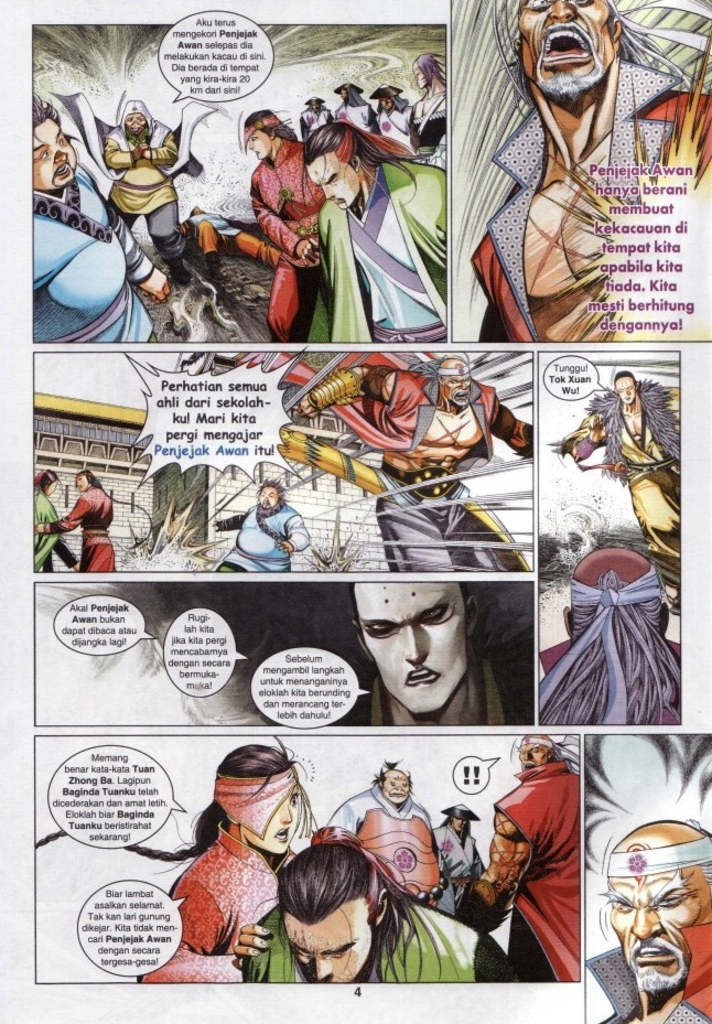 Aku terus
mengekori Penjejak
Awan selepas dia
melakukan kacau di sini.
Dia berada di tempat
yang kira-kira 20
km dari sini!
Penjejak Awan
hanya berani
membuat
kekacauan di
tempat kita
apabila kita
tiada. Kita
mesti berhitung
dengannya!
Perhatian semua
ahli dari sekolah-
ku! Mari kita
pergi mengajar
Penjejak Awan itu!
Tunggu!
Tok Xuan
Wu!
Akal Penjejak
Awan bukan
dapat dibaca atau
dijangka lagi!
Rugi-
lah kita
jika kita pergi
mencabarnya
dengan secara
bermuka-
muka!
Sebelum
mengambil langkah
untuk menanganinya
eloklah kita berunding
dan merancang ter-
lebih dahulu!
Memang
benar kata-kata Tuan
Zhong Ba. Lagipun
Baginda Tuanku telah
dicederakan dan amat letih.
Eloklah biar Baginda
Tuanku beristirahat
sekarang!
!!
Biar lambat
asalkan selamat.
Tak kan lari gunung
dikejar. Kita tidak men-
cari Penjejak Awan
dengan secara
tergesa-gesa!
4